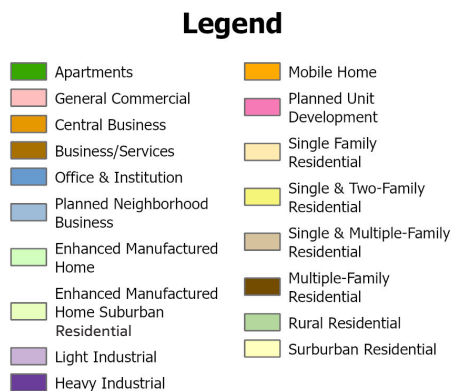 Legend
Apartments
General Commercial
Central Business
Business/Services
Office & Institution
Planned Neighborhood
Business
Enhanced Manufactured
Home
Enhanced Manufactured
Home Suburban
Residential
Light Industrial
Heavy Industrial
Mobile Home
Planned Unit
Development
Single Family
Residential
Single & Two-Family
Residential
Single & Multiple-Family
Residential
Multiple-Family
Residential
Rural Residential
Surburban Residential